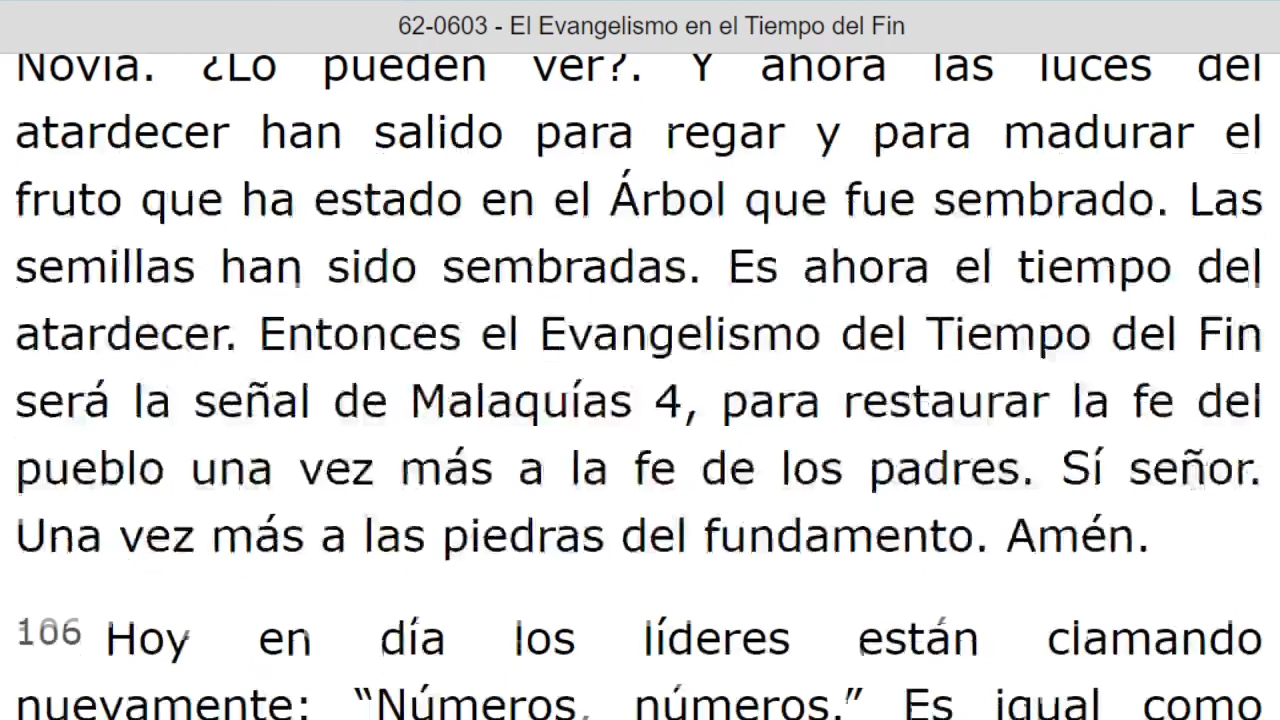 62-0603 - El Evangelismo en el Tiempo del Fin
Novia. ¿Lo pueden ver?. Y ahora las luces del
atardecer han salido para regar y para madurar el
fruto que ha estado en el Árbol que fue sembrado. Las
semillas han sido sembradas. Es ahora el tiempo del
atardecer. Entonces el Evangelismo del Tiempo del Fin
será la señal de Malaquías 4, para restaurar la fe del
pueblo una vez más a la fe de los padres. Sí señor.
Una vez más a las piedras del fundamento. Amén.
106 Hoy en día los líderes están clamando
nuevamente: “Números, números.” Es igual como